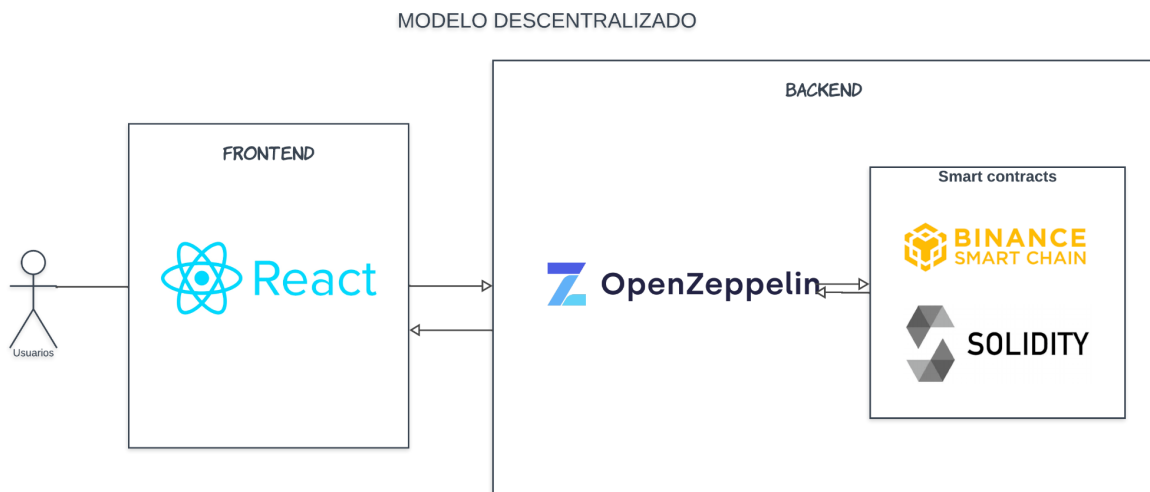 MODELO DESCENTRALIZADO
BACKEND
FRONTEND
Smart contracts
BINANCE
SMART CHAIN
React
OpenZeppelin
SOLIDITY
Usuarios